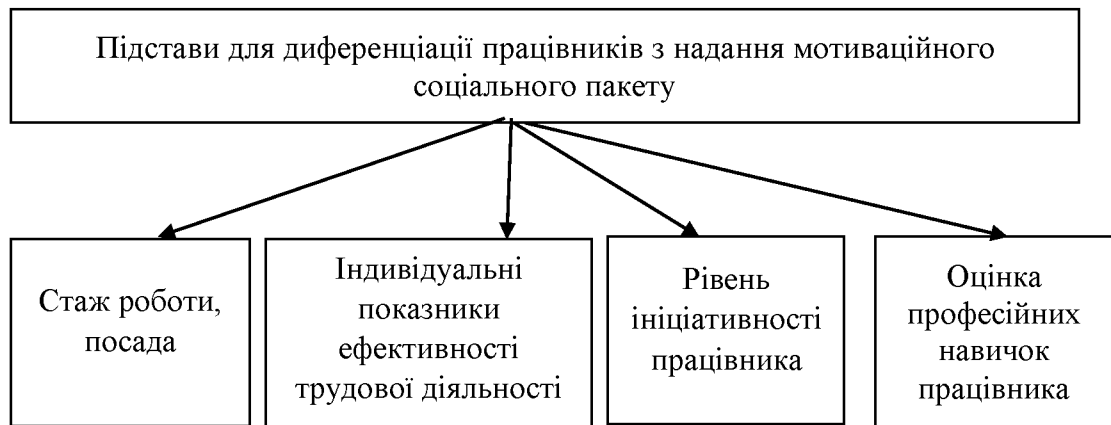 Підстави для диференціації працівників з надання мотиваційного
соціального пакету
Стаж роботи,
посада
Індивідуальні
показники
ефективності
трудової діяльності
Рівень
ініціативності
працівника
Оцінка
професійних
навичок
працівника